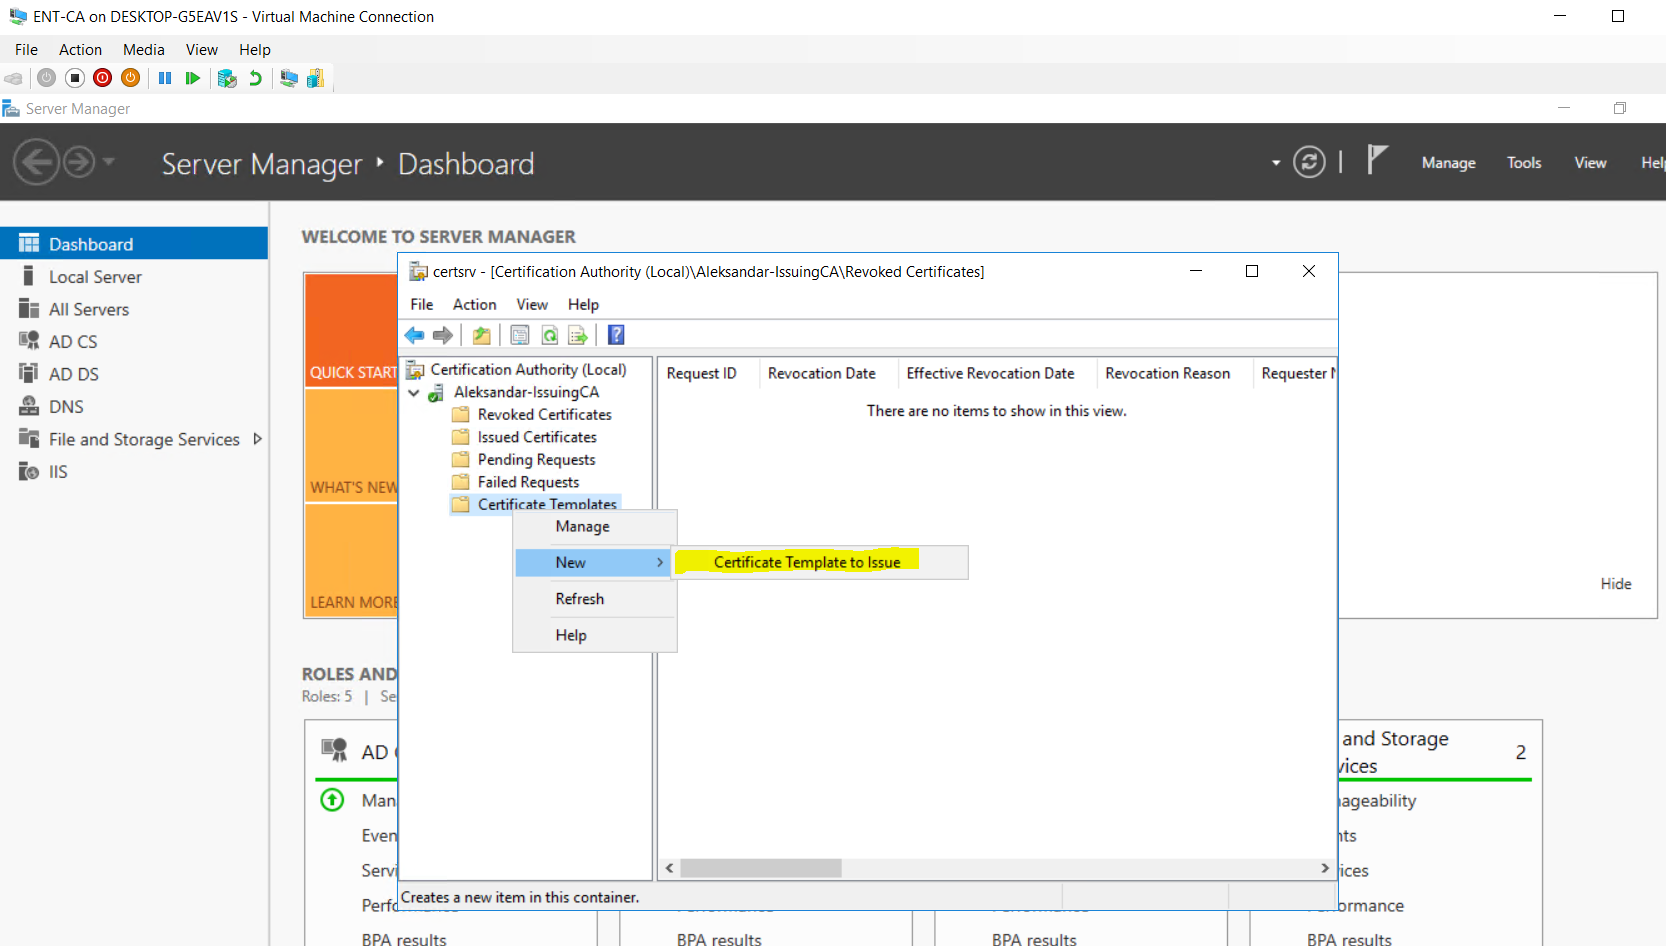 ENT-CA on DESKTOP-G5EAV1S - Virtual Machine Connection
File Action Media View Help
Server Manager
Server Manager • Dashboard
Manage Tools View Help
Dashboard
Local Server
All Servers
AD CS
AD DS
DNS
File and Storage Services
IIS
WELCOME TO SERVER MANAGER
QUICK START
WHAT'S NEW
LEARN MORE
Hide
certsrv - [Certification Authority (Local)\Aleksandar-IssuingCA\Revoked Certificates]
File Action View Help
Certification Authority (Local)
Aleksandar-IssuingCA
Revoked Certificates
Issued Certificates
Pending Requests
Failed Requests
Certificate Templates
Request ID Revocation Date Effective Revocation Date Revocation Reason Requester
There are no items to show in this view.
Manage
New
Refresh
Help
Certificate Template to Issue
Creates a new item in this container.
ROLES AND
Roles: 5 | Se
AD
Man
Even
Servi
Performance
BPA results
Performance
BPA results
Performance
BPA results
and Storage
vices
2
nageability
nts
ices
ormance
BPA results